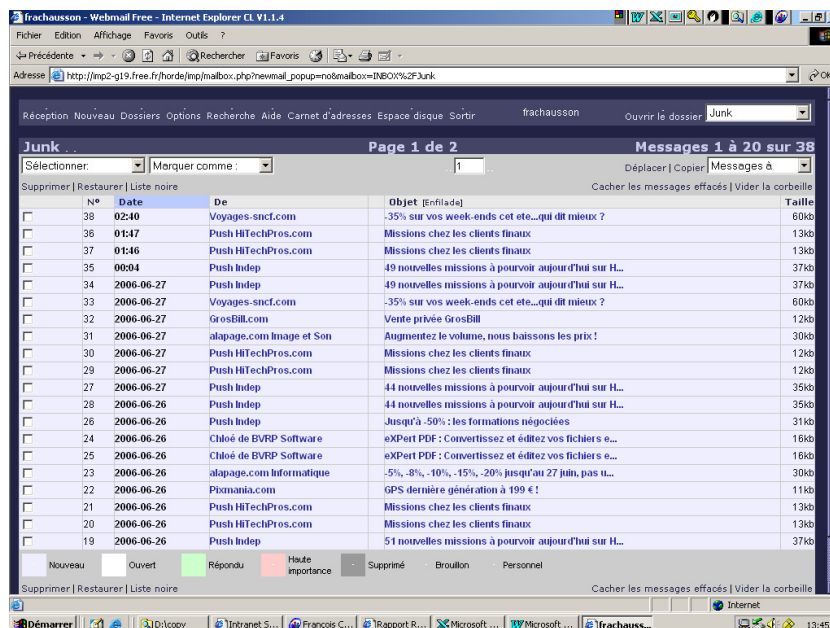 frachausson - Webmail Free - Internet Explorer CL V1.1.4
Fichier Edition Affichage Favoris Outils ?
Précédente Rechercher Favoris
Adresse http://imp2-g19.free.fr/horde/imp/mailbox.php?newmail_popup=no&mailbox=INBOX%2FJunk OK
Réception Nouveau Dossiers Options Recherche Aide Carnet d'adresses Espace disque Sortir frachausson Ouvrir le dossier Junk
Junk .. Page 1 de 2 Messages 1 à 20 sur 38
Sélectionner: Marquer comme : 1 Déplacer | Copier Messages à
Supprimer | Restaurer | Liste noire Cacher les messages effacés | Vider la corbeille
Nº Date De Objet [Enfilade] Taille
38 02:40 Voyages-sncf.com -35% sur vos week-ends cet ete...qui dit mieux ? 60kb
36 01:47 Push HiTechPros.com Missions chez les clients finaux 13kb
37 01:46 Push HiTechPros.com Missions chez les clients finaux 13kb
35 00:04 Push Indep 49 nouvelles missions à pourvoir aujourd'hui sur H... 37kb
34 2006-06-27 Push Indep 49 nouvelles missions à pourvoir aujourd'hui sur H... 37kb
33 2006-06-27 Voyages-sncf.com -35% sur vos week-ends cet ete...qui dit mieux ? 60kb
32 2006-06-27 GrosBill.com Vente privée GrosBill 12kb
31 2006-06-27 alapage.com Image et Son Augmentez le volume, nous baissons les prix ! 30kb
30 2006-06-27 Push HiTechPros.com Missions chez les clients finaux 12kb
29 2006-06-27 Push HiTechPros.com Missions chez les clients finaux 12kb
27 2006-06-27 Push Indep 44 nouvelles missions à pourvoir aujourd'hui sur H... 35kb
28 2006-06-26 Push Indep 44 nouvelles missions à pourvoir aujourd'hui sur H... 35kb
26 2006-06-26 Push Indep Jusqu'à -50% : les formations négociées 31kb
24 2006-06-26 Chloé de BVRP Software eXPert PDF : Convertissez et éditez vos fichiers e... 16kb
25 2006-06-26 Chloé de BVRP Software eXPert PDF : Convertissez et éditez vos fichiers e... 16kb
23 2006-06-26 alapage.com Informatique -5%, -8%, -10%, -15%, -20% jusqu'au 27 juin, pas u... 30kb
22 2006-06-26 Pixmania.com GPS dernière génération à 199 € ! 11kb
21 2006-06-26 Push HiTechPros.com Missions chez les clients finaux 13kb
20 2006-06-26 Push HiTechPros.com Missions chez les clients finaux 13kb
19 2006-06-26 Push Indep 51 nouvelles missions à pourvoir aujourd'hui sur H... 37kb
Nouveau Ouvert Répondu Haute importance Supprimé Brouillon Personnel
Supprimer | Restaurer | Liste noire Cacher les messages effacés | Vider la corbeille
Internet
Démarrer D:\copy Intranet S... Francois C... Rapport R... Microsoft ... Microsoft ... frachauss... 13:45